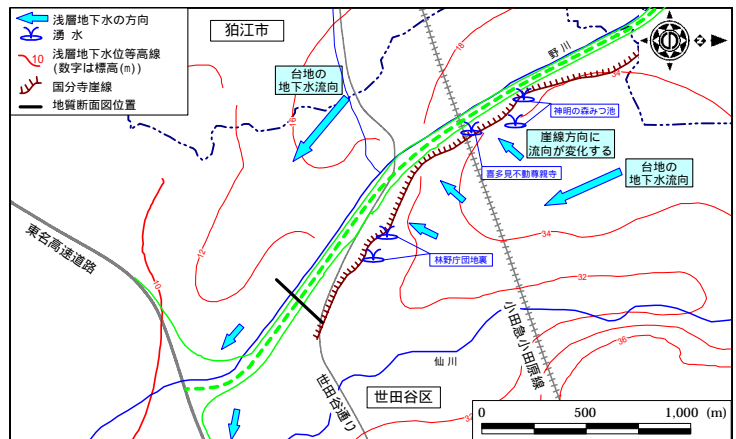 浅層地下水の方向
湧 水
10
浅層地下水位等高線
(数字は標高(m))
国分寺崖線
地質断面図位置
狛江市
台地の
地下水流向
野川
18
16
34
神明の森みつ池
崖線方向に
流向が変化する
喜多見不動尊親寺
台地の
地下水流向
東名高速道路
12
10
林野庁団地裏
34
32
小田急小田原線
36
仙川
世田谷通り
世田谷区
32
0 500 1,000 (m)